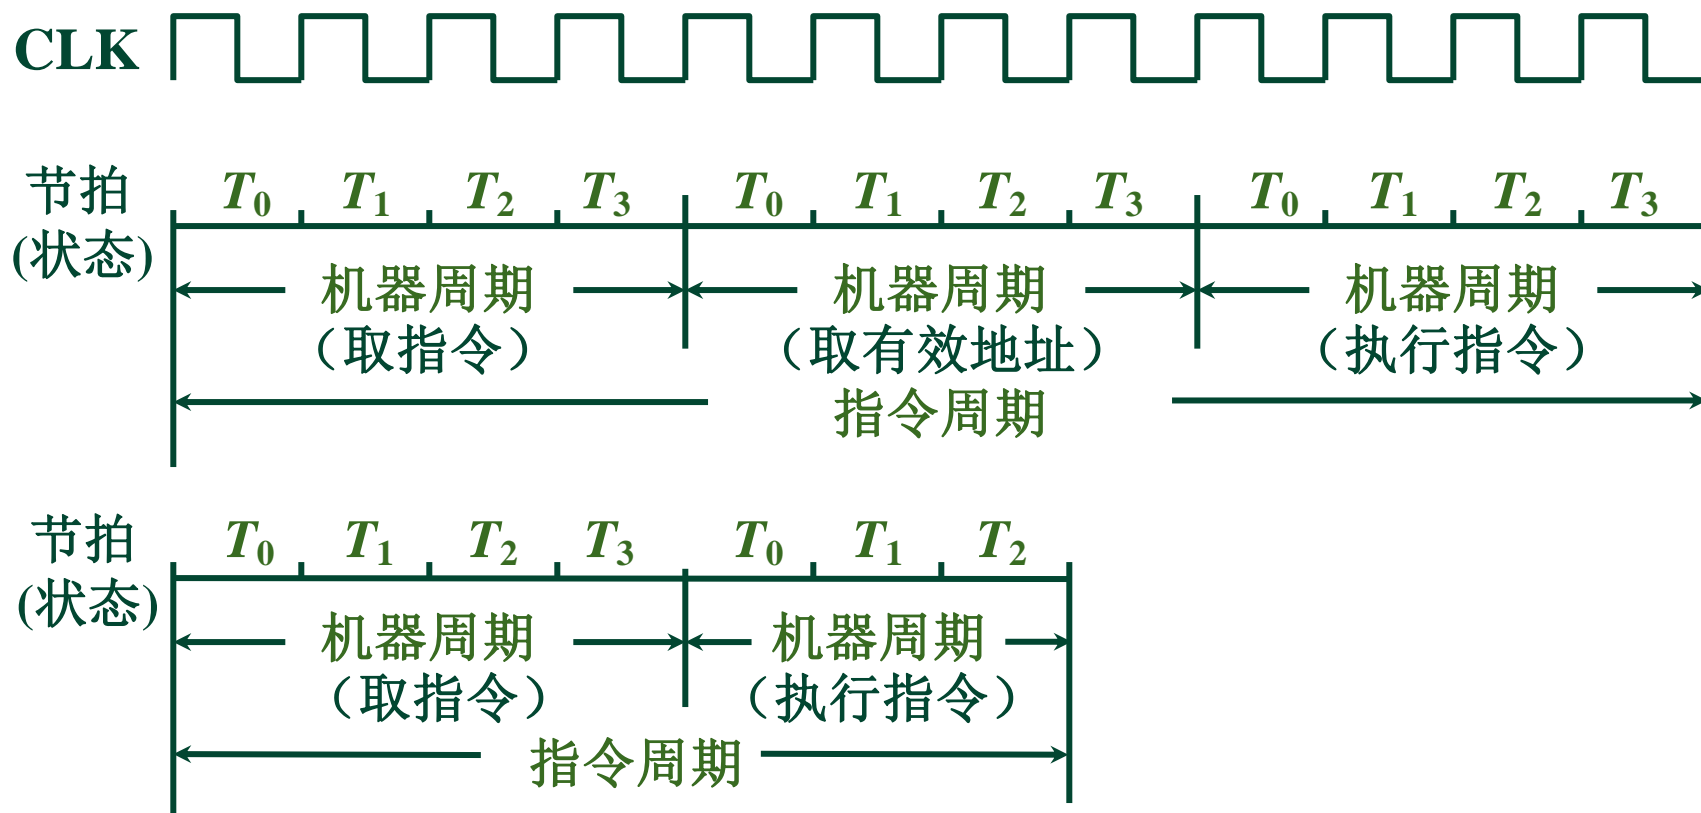 CLK
节拍
(状态)
T0 T1 T2 T3 T0 T1 T2 T3 T0 T1 T2 T3
机器周期 机器周期 机器周期
（取指令） （取有效地址） （执行指令）
指令周期
节拍
(状态)
T0 T1 T2 T3 T0 T1 T2
机器周期 机器周期
（取指令） （执行指令）
指令周期